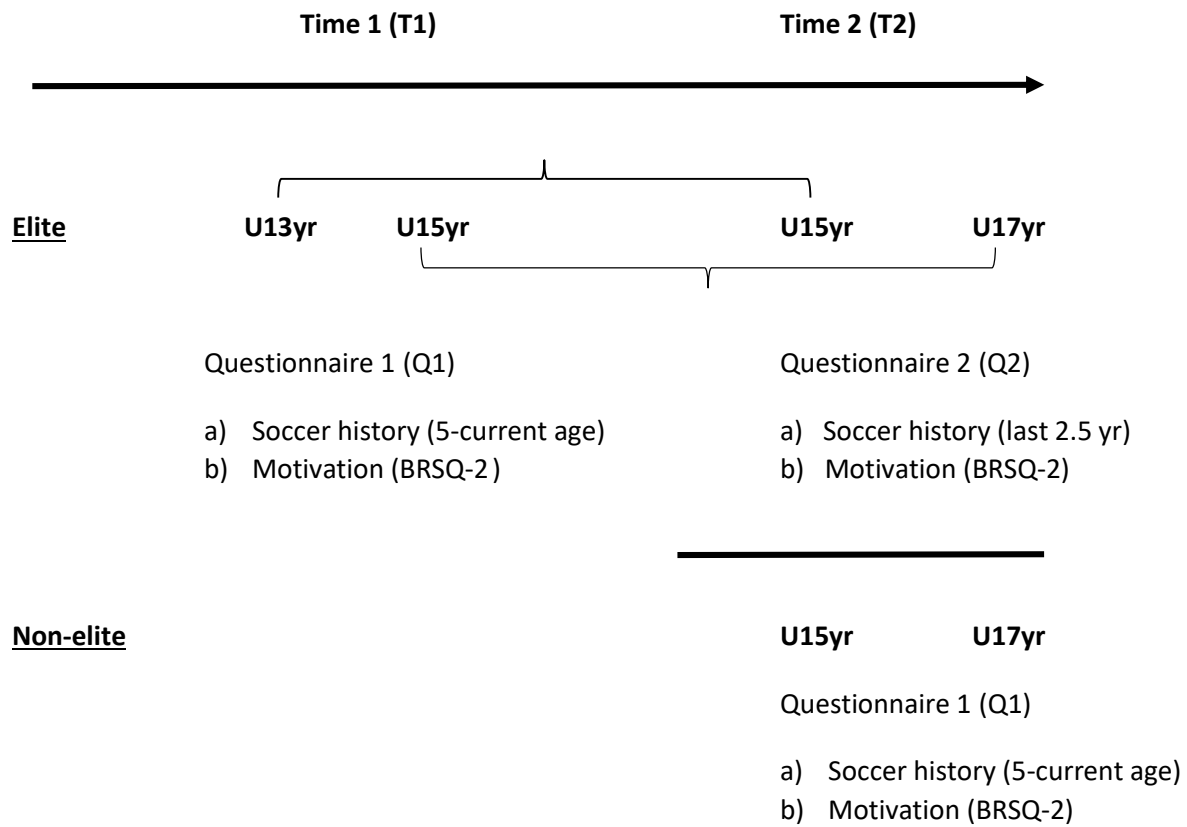 Time 1 (T1) Time 2 (T2)
Elite U13yr U15yr U15yr U17yr
Questionnaire 1 (Q1) Questionnaire 2 (Q2)
a) Soccer history (5-current age) a) Soccer history (last 2.5 yr)
b) Motivation (BRSQ-2) b) Motivation (BRSQ-2)
Non-elite U15yr U17yr
Questionnaire 1 (Q1)
a) Soccer history (5-current age)
b) Motivation (BRSQ-2)